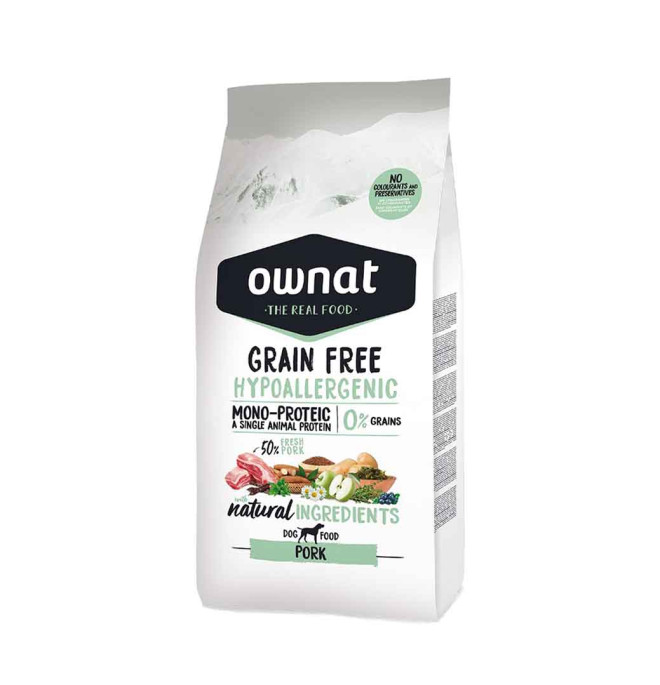 NO
COLOURANTS AND
PRESERVATIVES
ownat
·THE REAL FOOD·
GRAIN FREE
HYPOALLERGENIC
MONO-PROTEIC
A SINGLE ANIMAL PROTEIN
0% GRAINS
50% FRESH
PORK
with
natural INGREDIENTS
DOG FOOD
PORK